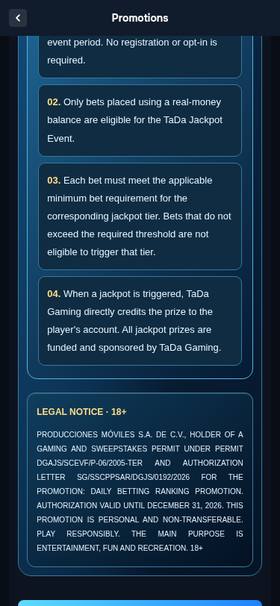 Promotions
event period. No registration or opt-in is
required.
02. Only bets placed using a real-money
balance are eligible for the TaDa Jackpot
Event.
03. Each bet must meet the applicable
minimum bet requirement for the
corresponding jackpot tier. Bets that do not
exceed the required threshold are not
eligible to trigger that tier.
04. When a jackpot is triggered, TaDa
Gaming directly credits the prize to the
player's account. All jackpot prizes are
funded and sponsored by TaDa Gaming.
LEGAL NOTICE · 18+
PRODUCCIONES MÓVILES S.A. DE C.V., HOLDER OF A
GAMING AND SWEEPSTAKES PERMIT UNDER PERMIT
DGAJS/SCEVF/P-06/2005-TER AND AUTHORIZATION
LETTER SG/SSCPPSAR/DGJS/0192/2026 FOR THE
PROMOTION: DAILY BETTING RANKING PROMOTION.
AUTHORIZATION VALID UNTIL DECEMBER 31, 2026. THIS
PROMOTION IS PERSONAL AND NON-TRANSFERABLE.
PLAY RESPONSIBLY. THE MAIN PURPOSE IS
ENTERTAINMENT, FUN AND RECREATION. 18+